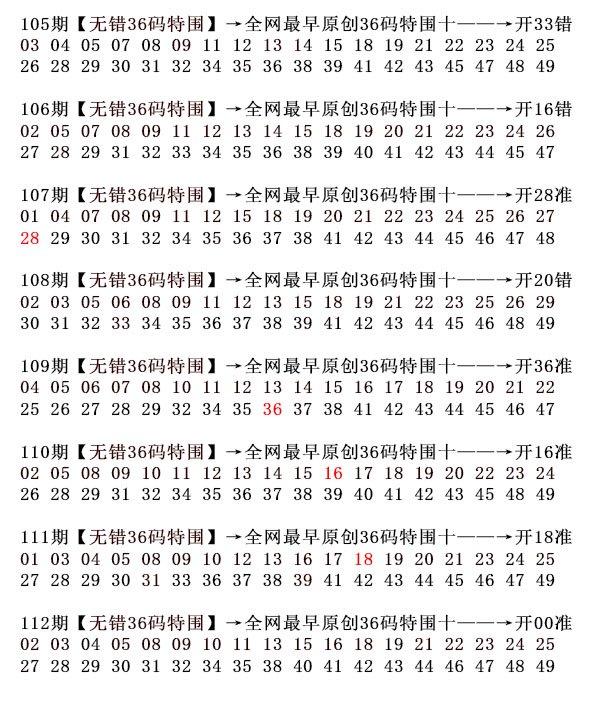 105期【无错36码特围】→全网最早原创36码特围十——→开33错
03 04 05 07 08 09 11 12 13 14 15 18 19 21 22 23 24 25
26 28 29 30 31 32 34 35 36 38 39 41 42 43 45 47 48 49
106期【无错36码特围】→全网最早原创36码特围十——→开16错
02 05 07 08 09 11 12 13 14 15 18 19 20 21 22 23 24 26
27 28 29 31 32 33 34 35 36 38 39 40 41 42 43 44 45 47
107期【无错36码特围】→全网最早原创36码特围十——→开28准
01 04 07 08 09 11 12 15 18 19 20 21 22 23 24 25 26 27
28 29 30 31 32 34 35 36 37 38 41 42 43 44 45 46 47 48
108期【无错36码特围】→全网最早原创36码特围十——→开20错
02 03 05 06 08 09 11 12 13 15 18 19 21 22 23 25 26 29
30 31 32 33 34 35 36 37 38 39 41 42 43 44 45 46 48 49
109期【无错36码特围】→全网最早原创36码特围十——→开36准
04 05 06 07 08 10 11 12 13 14 15 16 17 18 19 20 21 22
25 26 27 28 29 32 34 35 36 37 38 41 42 43 44 45 46 47
110期【无错36码特围】→全网最早原创36码特围十——→开16准
02 05 08 09 10 11 12 13 14 15 16 17 18 19 20 22 23 24
26 28 29 31 32 34 35 36 37 38 39 40 41 42 43 45 48 49
111期【无错36码特围】→全网最早原创36码特围十——→开18准
01 03 04 05 08 09 10 12 13 16 17 18 19 20 21 23 24 25
27 28 29 30 31 33 36 37 38 39 41 42 43 44 45 46 47 49
112期【无错36码特围】→全网最早原创36码特围十——→开00准
02 03 04 05 08 09 10 11 13 15 16 18 19 21 22 23 24 25
27 28 29 30 31 32 34 35 38 40 41 42 43 44 46 47 48 49